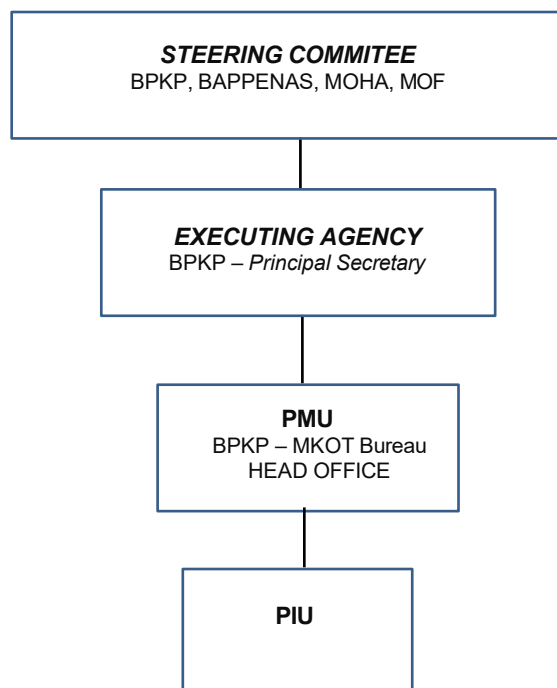 STEERING COMMITEE
BPKP, BAPPENAS, MOHA, MOF
EXECUTING AGENCY
BPKP – Principal Secretary
PMU
BPKP – MKOT Bureau
HEAD OFFICE
PIU